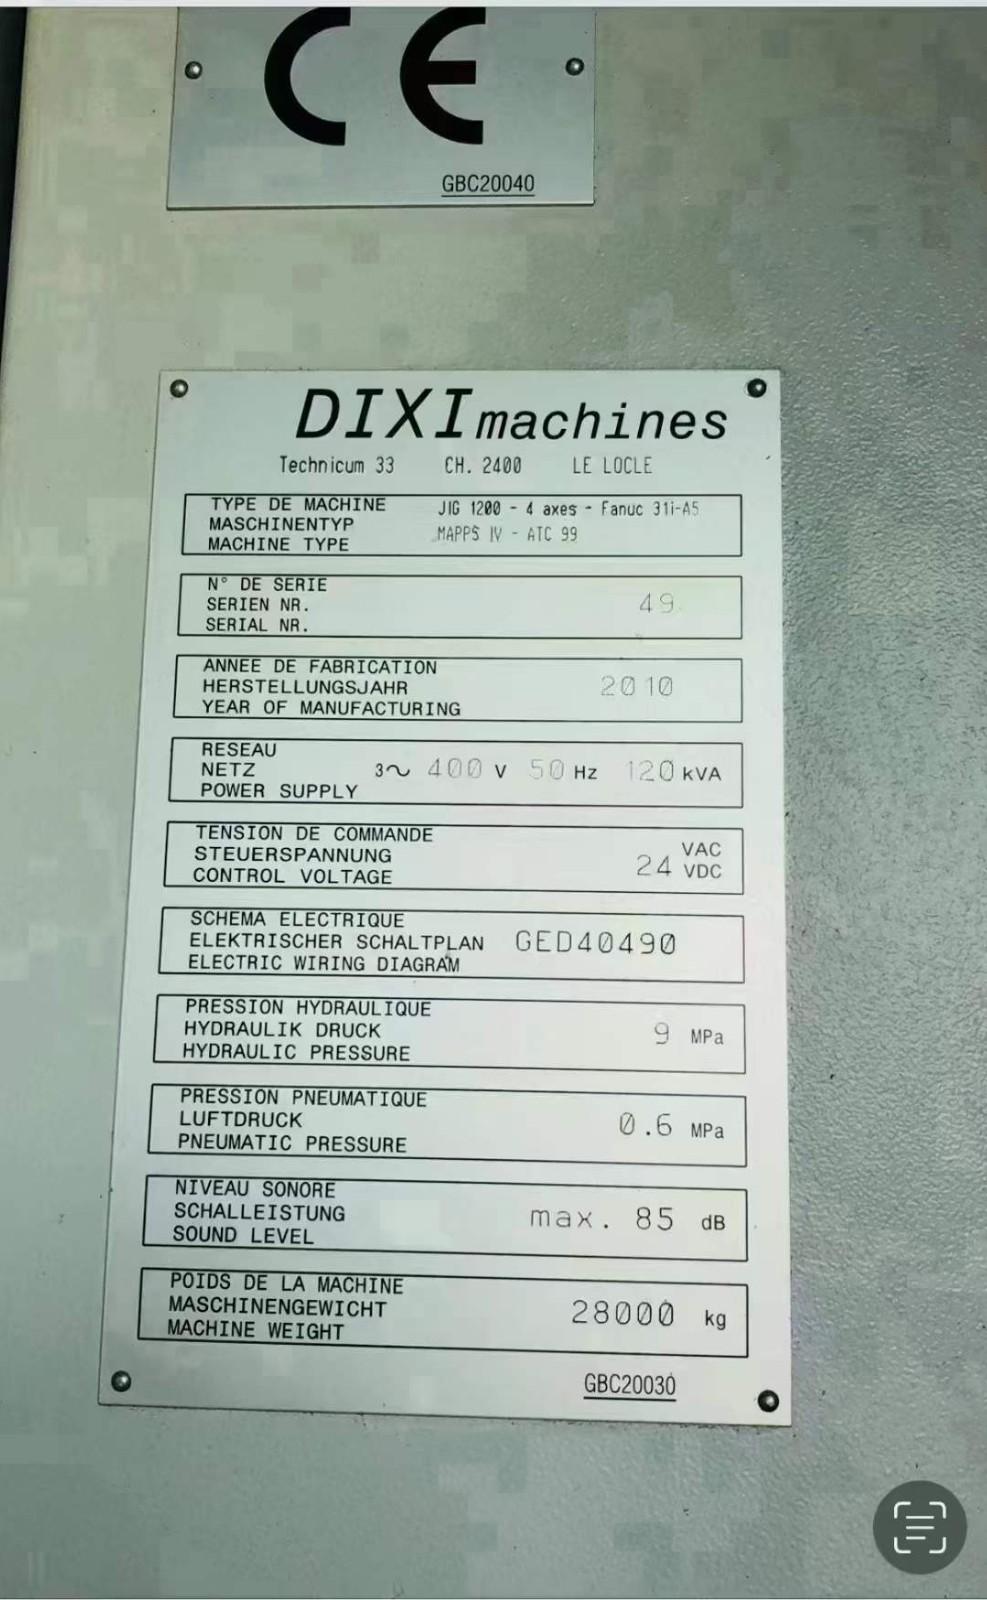 CE
GBC20040
DIXI machines
Technicum 33 CH. 2400 LE LOCLE
TYPE DE MACHINE
MASCHINENTYP
MACHINE TYPE
JIG 1200 - 4 axes - Fanuc 31i-A5
MAPPS IV - ATC 99
N° DE SERIE
SERIEN NR.
SERIAL NR.
49
ANNEE DE FABRICATION
HERSTELLUNGSJAHR
YEAR OF MANUFACTURING
2010
RESEAU
NETZ
POWER SUPPLY
3~ 400 V 50 Hz 120 kVA
TENSION DE COMMANDE
STEUERSPANNUNG
CONTROL VOLTAGE
24 VAC
VDC
SCHEMA ELECTRIQUE
ELEKTRISCHER SCHALTPLAN
ELECTRIC WIRING DIAGRAM
GED40490
PRESSION HYDRAULIQUE
HYDRAULIK DRUCK
HYDRAULIC PRESSURE
9 MPa
PRESSION PNEUMATIQUE
LUFTDRUCK
PNEUMATIC PRESSURE
0.6 MPa
NIVEAU SONORE
SCHALLEISTUNG
SOUND LEVEL
max. 85 dB
POIDS DE LA MACHINE
MASCHINENGEWICHT
MACHINE WEIGHT
28000 kg
GBC20030